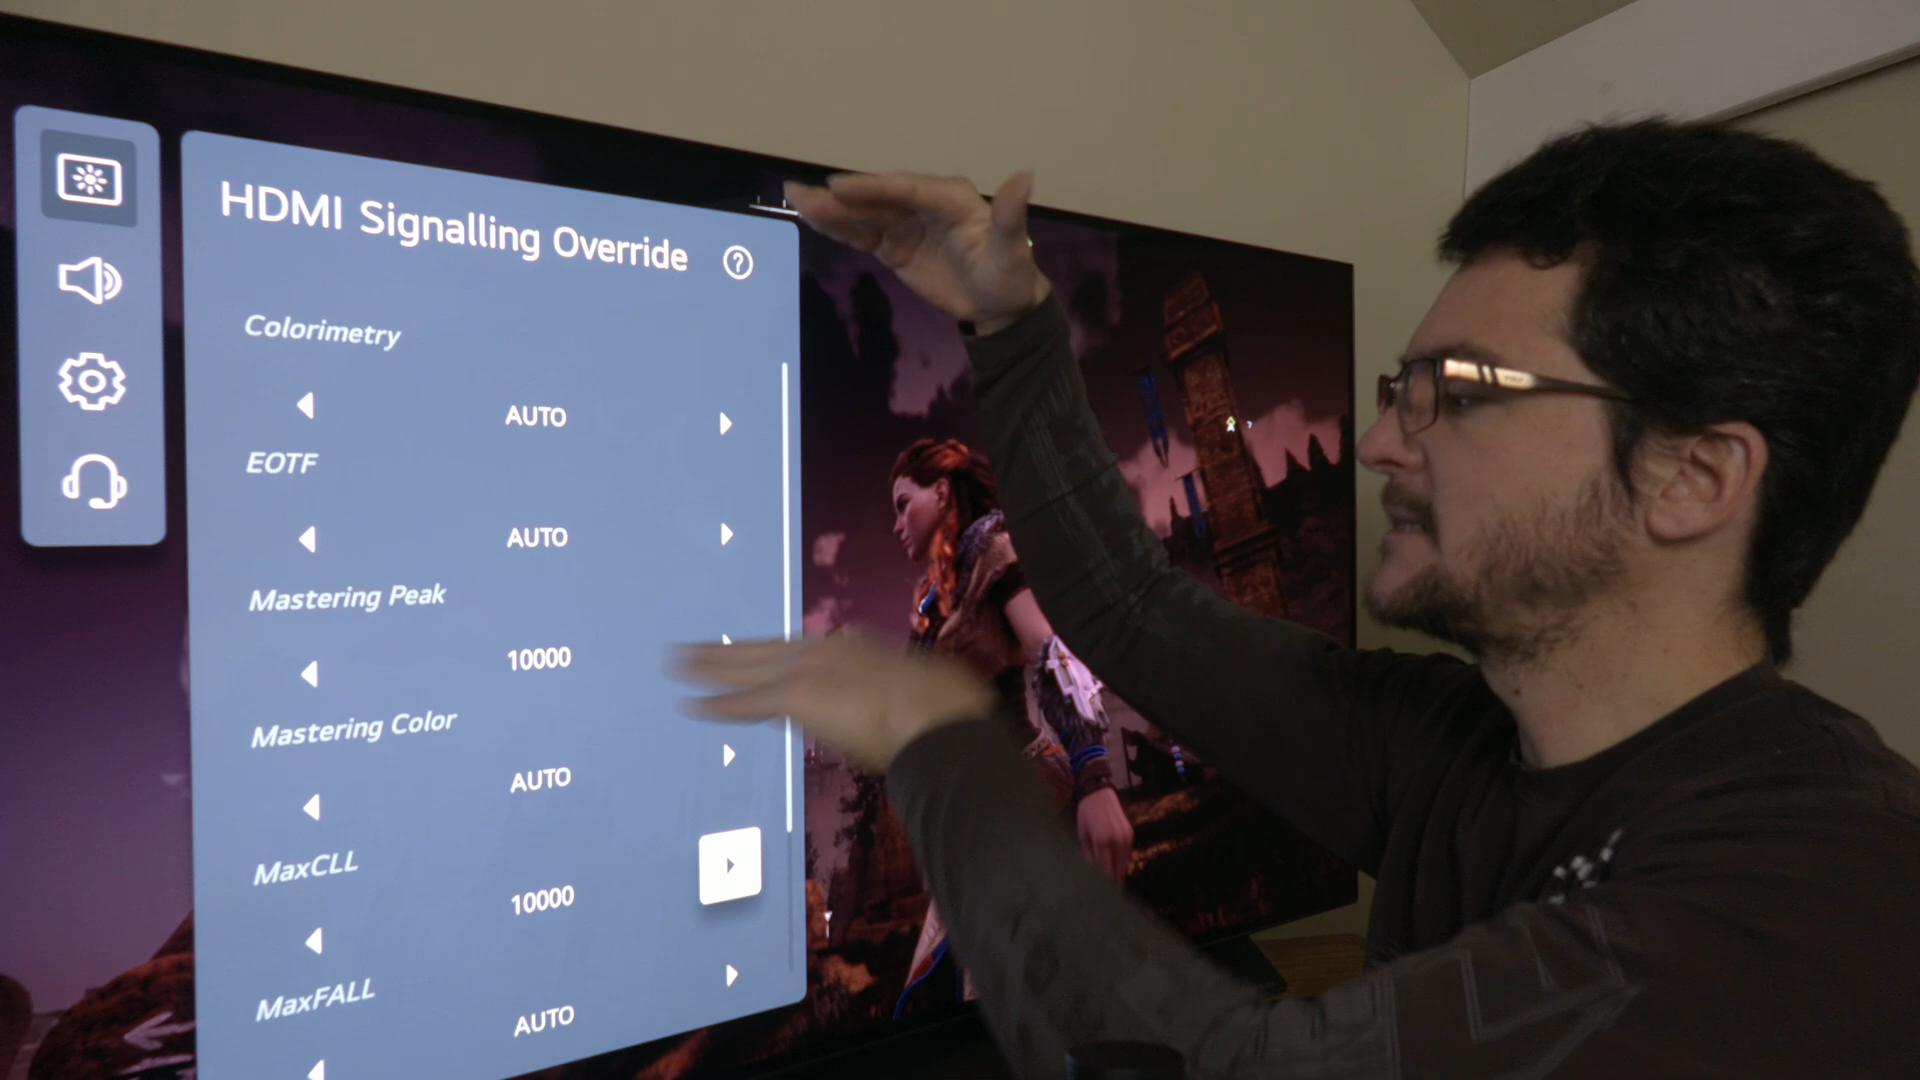 HDMI Signalling Override ?
Colorimetry
AUTO
EOTF
AUTO
Mastering Peak
10000
Mastering Color
AUTO
MaxCLL
10000
MaxFALL
AUTO